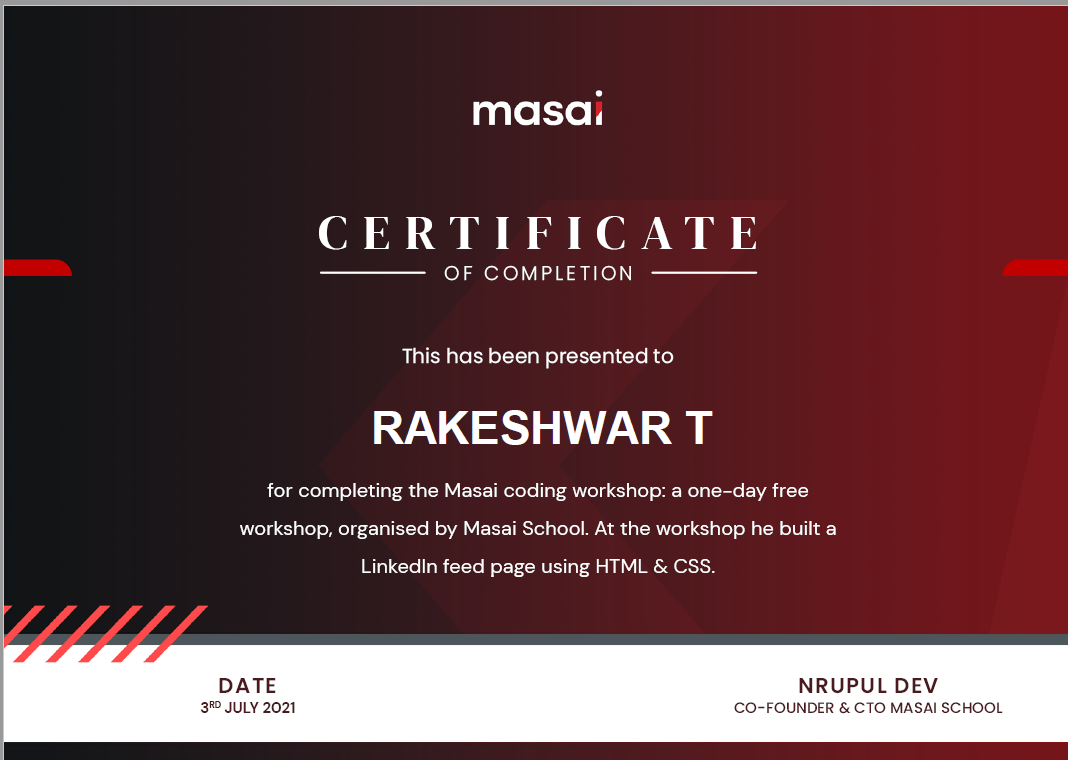 masai
CERTIFICATE
OF COMPLETION
This has been presented to
RAKESHWAR T
for completing the Masai coding workshop: a one-day free
workshop, organised by Masai School. At the workshop he built a
LinkedIn feed page using HTML & CSS.
DATE
3RD JULY 2021
NRUPUL DEV
CO-FOUNDER & CTO MASAI SCHOOL